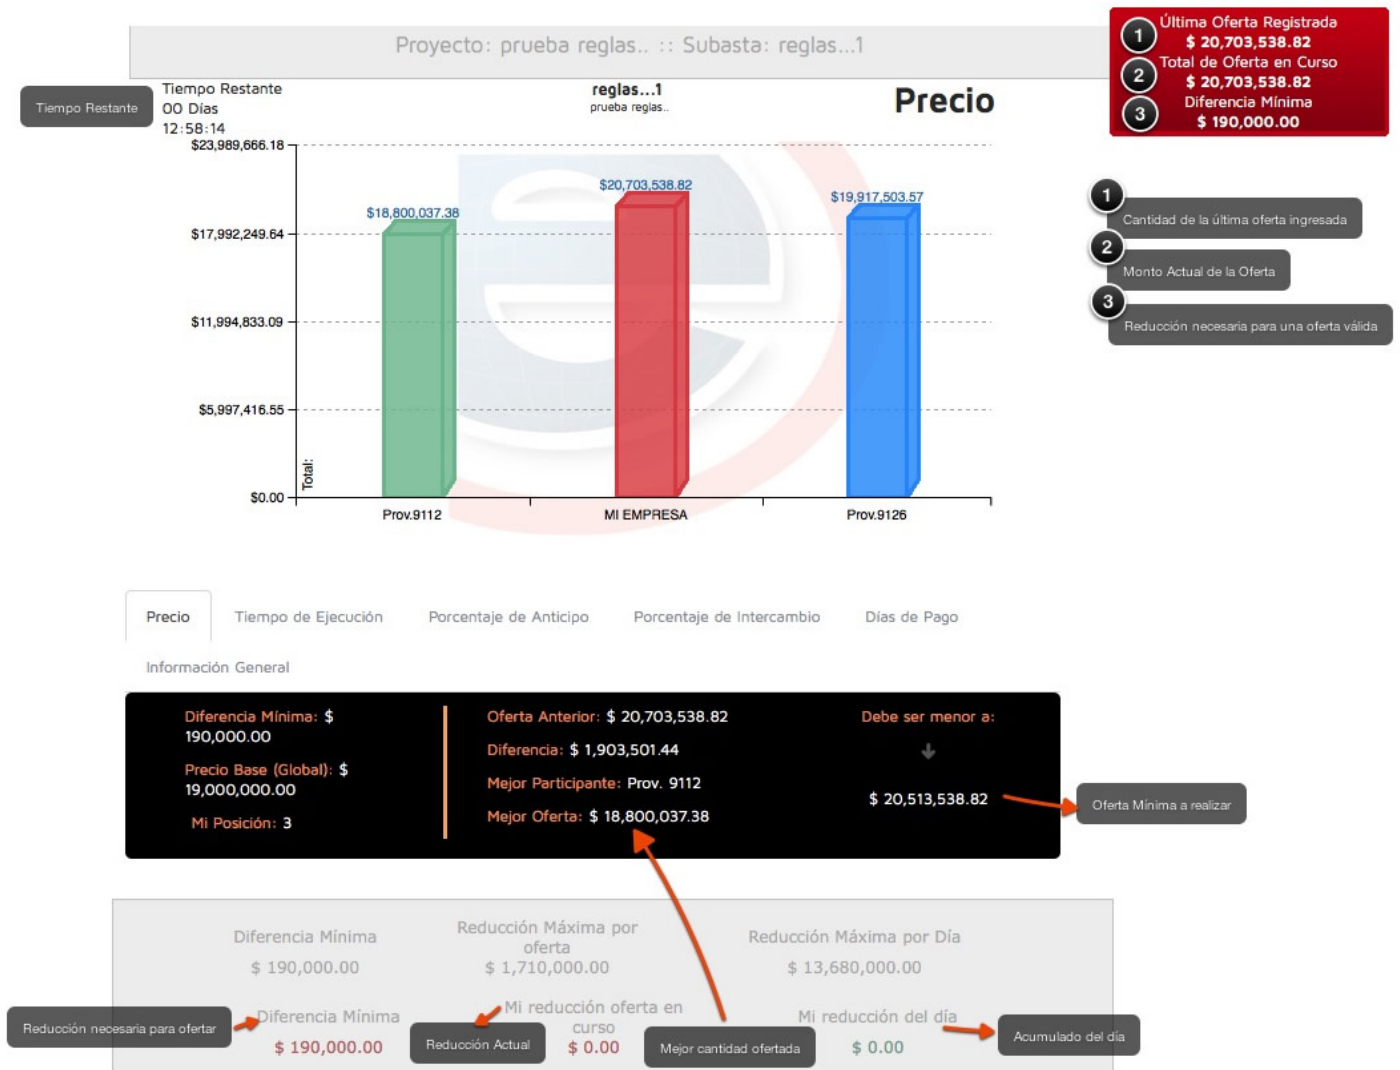 Proyecto: prueba reglas.. :: Subasta: reglas...1
1 Última Oferta Registrada
$ 20,703,538.82
2 Total de Oferta en Curso
$ 20,703,538.82
3 Diferencia Mínima
$ 190,000.00
Tiempo Restante
Tiempo Restante
00 Días
12:58:14
reglas...1
prueba reglas..
Precio
$23,989,666.18
$17,992,249.64
$11,994,833.09
$5,997,416.55
$0.00
Total:
$18,800,037.38
$20,703,538.82
$19,917,503.57
Prov.9112
MI EMPRESA
Prov.9126
1
Cantidad de la última oferta ingresada
2
Monto Actual de la Oferta
3
Reducción necesaria para una oferta válida
Precio
Tiempo de Ejecución
Porcentaje de Anticipo
Porcentaje de Intercambio
Días de Pago
Información General
Diferencia Mínima: $
190,000.00
Precio Base (Global): $
19,000,000.00
Mi Posición: 3
Oferta Anterior: $ 20,703,538.82
Diferencia: $ 1,903,501.44
Mejor Participante: Prov. 9112
Mejor Oferta: $ 18,800,037.38
Debe ser menor a:
$ 20,513,538.82
Oferta Mínima a realizar
Diferencia Mínima
$ 190,000.00
Reducción Máxima por
oferta
$ 1,710,000.00
Reducción Máxima por Día
$ 13,680,000.00
Reducción necesaria para ofertar
Diferencia Mínima
$ 190,000.00
Reducción Actual
Mi reducción oferta en
curso
$ 0.00
Mejor cantidad ofertada
Mi reducción del día
$ 0.00
Acumulado del día